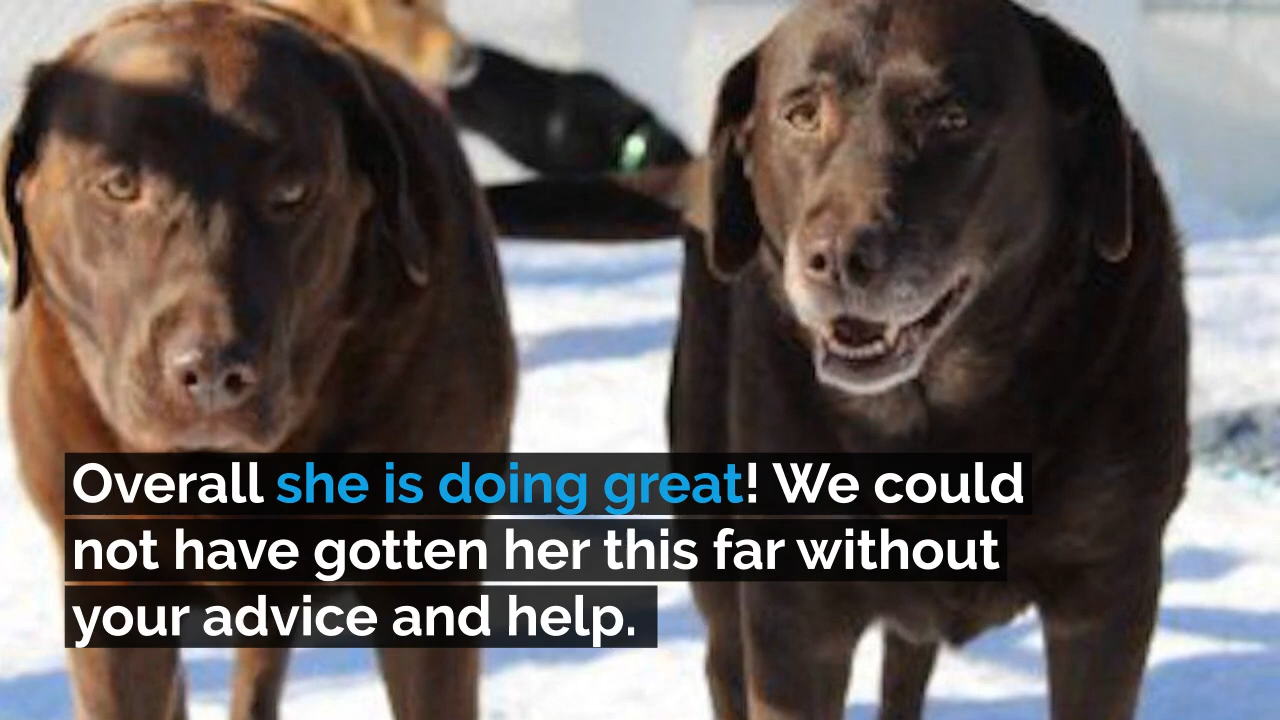 Overall she is doing great! We could
not have gotten her this far without
your advice and help.